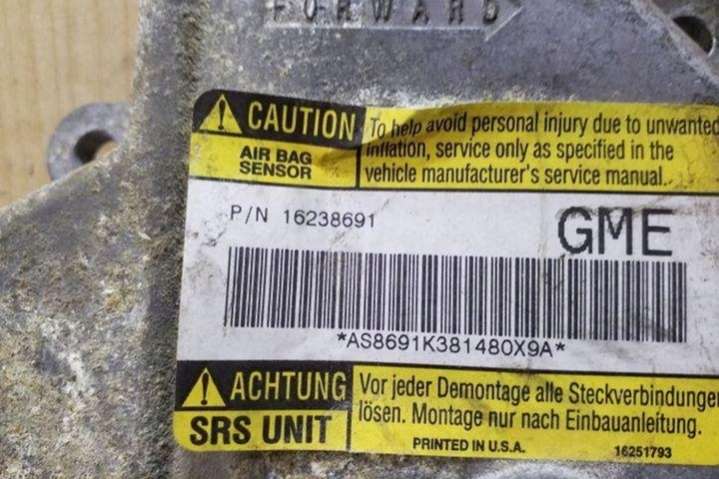 FORWARD
CAUTION
AIR BAG
SENSOR
To help avoid personal injury due to unwanted
inflation, service only as specified in the
vehicle manufacturer's service manual.
P/N 16238691
GME
*AS8691K381480X9A*
ACHTUNG
SRS UNIT
Vor jeder Demontage alle Steckverbindungen
lösen. Montage nur nach Einbauanleitung.
PRINTED IN U.S.A.
16251793